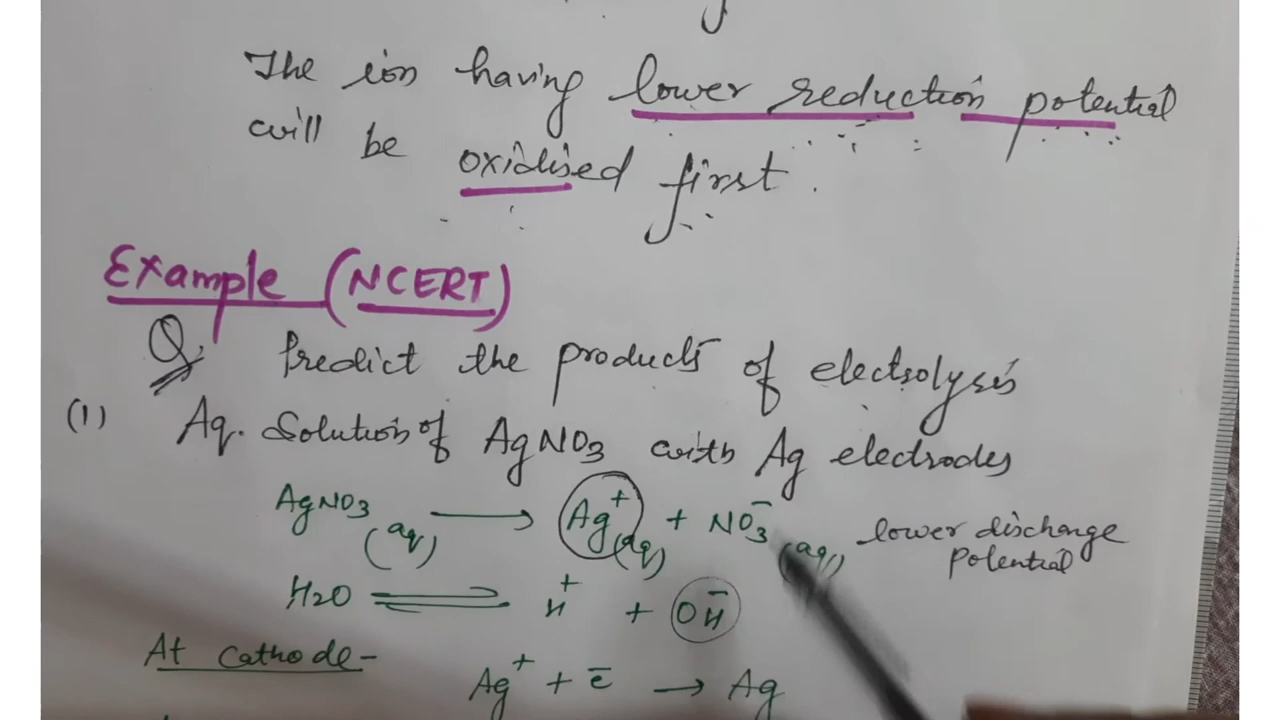 The ion having lower reduction potential
will be oxidised first.
Example (NCERT)
Q. Predict the products of electrolysis
(1) Aq. Solution of AgNO3 with Ag electrodes
AgNO3 (aq) ⟶ Ag⁺(aq) + NO3⁻ (aq) lower discharge potential
H2O ⇌ H⁺ + OH⁻
At Cathode-
Ag⁺ + e⁻ → Ag